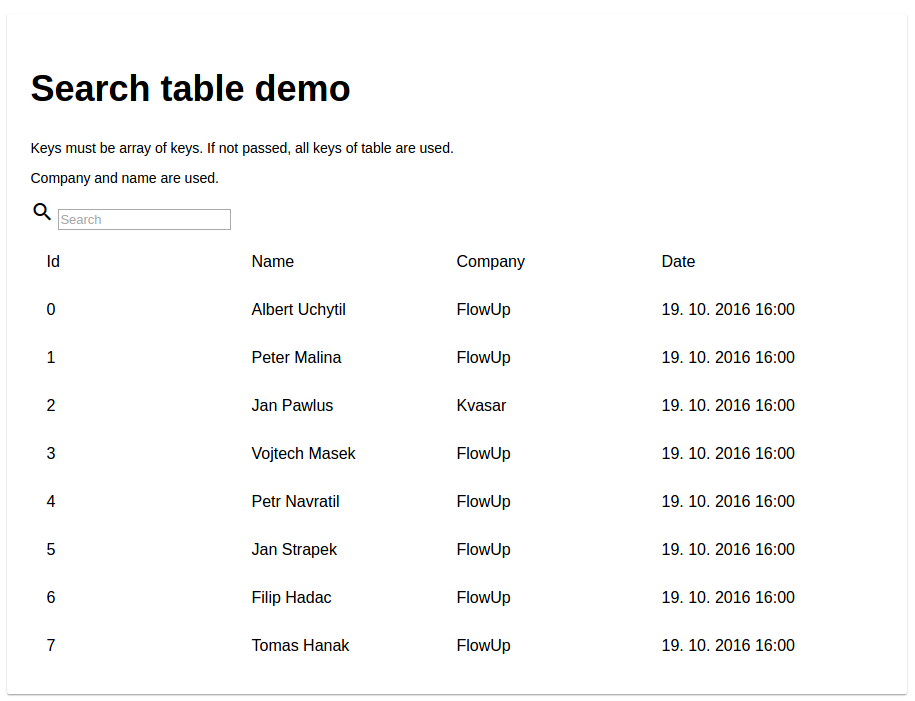 Search table demo
Keys must be array of keys. If not passed, all keys of table are used.
Company and name are used.
Search
Id Name Company Date
0 Albert Uchytil FlowUp 19. 10. 2016 16:00
1 Peter Malina FlowUp 19. 10. 2016 16:00
2 Jan Pawlus Kvasar 19. 10. 2016 16:00
3 Vojtech Masek FlowUp 19. 10. 2016 16:00
4 Petr Navratil FlowUp 19. 10. 2016 16:00
5 Jan Strapek FlowUp 19. 10. 2016 16:00
6 Filip Hadac FlowUp 19. 10. 2016 16:00
7 Tomas Hanak FlowUp 19. 10. 2016 16:00